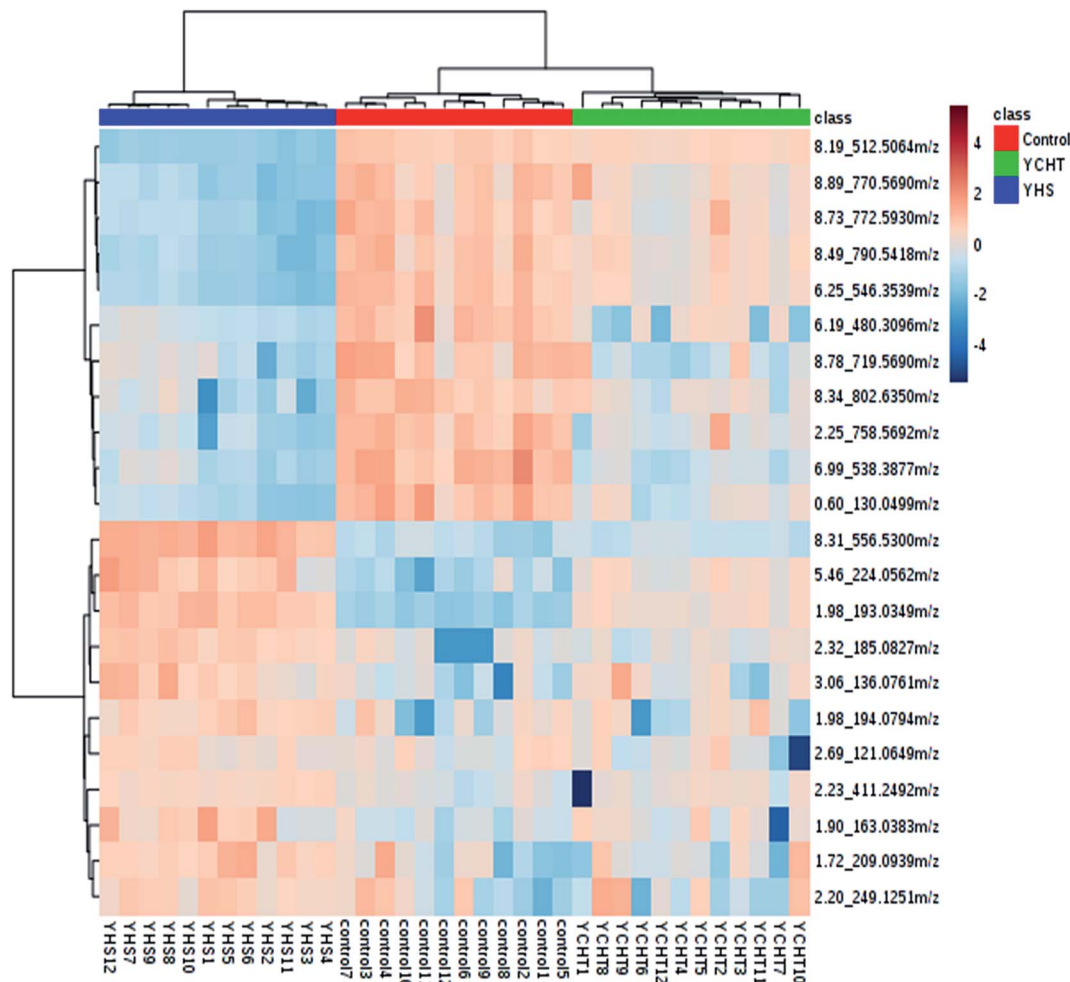 class
8.19_512.5064m/z
8.89_770.5690m/z
8.73_772.5930m/z
8.49_790.5418m/z
6.25_546.3539m/z
6.19_480.3096m/z
8.78_719.5690m/z
8.34_802.6350m/z
2.25_758.5692m/z
6.99_538.3877m/z
0.60_130.0499m/z
8.31_556.5300m/z
5.46_224.0562m/z
1.98_193.0349m/z
2.32_185.0827m/z
3.06_136.0761m/z
1.98_194.0794m/z
2.69_121.0649m/z
2.23_411.2492m/z
1.90_163.0383m/z
1.72_209.0939m/z
2.20_249.1251m/z
4
2
0
-2
-4
class
Control
YCHT
YHS
YHS12
YHS7
YHS9
YHS8
YHS10
YHS1
YHS5
YHS6
YHS2
YHS11
YHS3
YHS4
control7
control3
control4
control6
control9
control8
control2
control1
control5
YCHT1
YCHT8
YCHT9
YCHT6
YCHT12
YCHT4
YCHT5
YCHT2
YCHT3
YCHT11
YCHT7
YCHT10